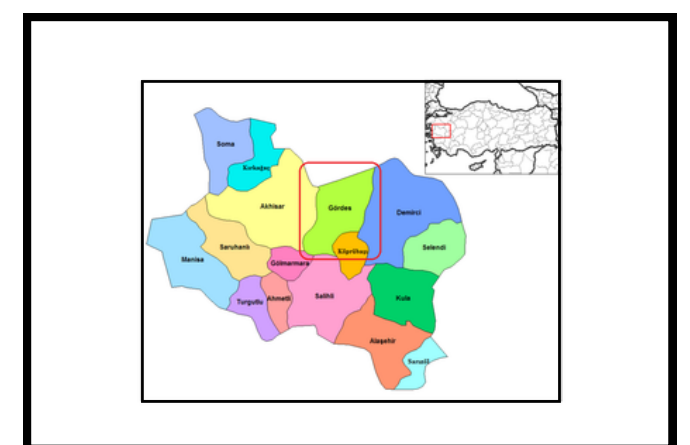 Soma
Kırkağaç
Akhisar
Gördes
Demirci
Saruhanlı
Selendi
Manisa
Gölmarmara
Köprübaşı
Turgutlu
Ahmetli
Salihli
Kula
Alaşehir
Sarıgöl